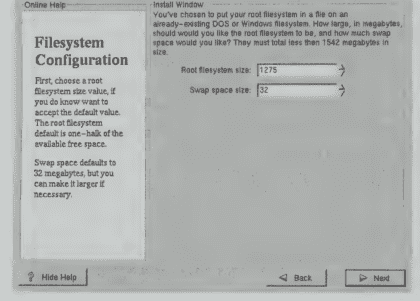 Online Help
Filesystem
Configuration
First, choose a root
filesystem size value, if
you do know want to
accept the default value.
The root filesystem
default is one-half of the
available free space.
Swap space defaults to
32 megabytes, but you
can make it larger if
necessary.
Hide Help
Install Window
You've chosen to put your root filesystem in a file on an
already-existing DOS or Windows filesystem. How large, in megabytes,
should would you like the root filesystem to be, and how much swap
space would you like? They must total less then 1542 megabytes in
size.
Root filesystem size: 1275
Swap space size: 32
Back
Next